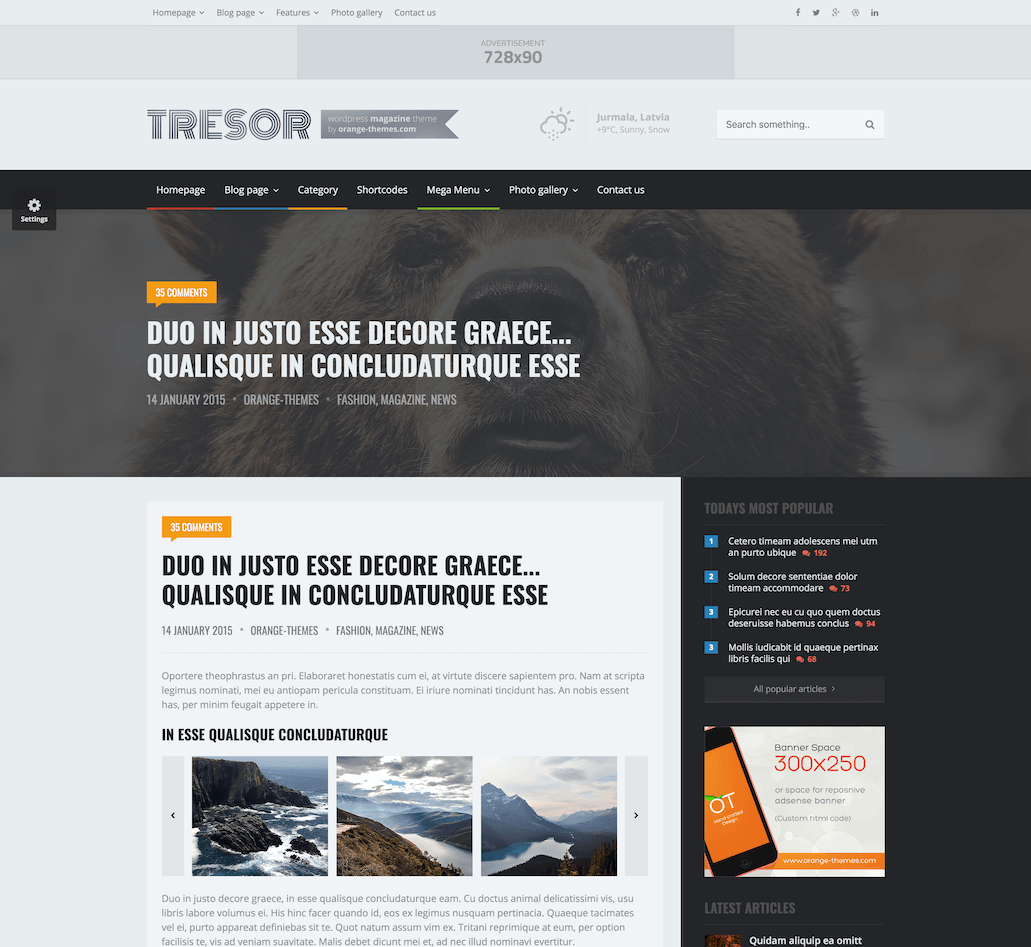 Homepage Blog page Features Photo gallery Contact us
ADVERTISEMENT
728x90
TRESOR
wordpress magazine theme
by orange-themes.com
Jurmala, Latvia
+9°C, Sunny, Snow
Search something..
Homepage Blog page Category Shortcodes Mega Menu Photo gallery Contact us
Settings
35 COMMENTS
DUO IN JUSTO ESSE DECORE GRAECE...
QUALISQUE IN CONCLUDATURQUE ESSE
14 JANUARY 2015 • ORANGE-THEMES • FASHION, MAGAZINE, NEWS
35 COMMENTS
DUO IN JUSTO ESSE DECORE GRAECE...
QUALISQUE IN CONCLUDATURQUE ESSE
14 JANUARY 2015 • ORANGE-THEMES • FASHION, MAGAZINE, NEWS
Oportere theophrastus an pri. Elaboraret honestatis cum ei, at virtute discere sapientem pro. Nam at scripta
legimus nominati, mei eu antiopam pericula constituam. Ei iriure nominati tincidunt has. An nobis essent
has, per minim feugait appetere in.
IN ESSE QUALISQUE CONCLUDATURQUE
Duo in justo decore graece, in esse qualisque concludaturque eam. Cu doctus animal delicatissimi vis, usu
libris labore volumus ei. His hinc facer quando id, eos ex legimus nusquam pertinacia. Quaeque tacimates
vel ei, purto appareat definiebas sit te. Quot natum assum vim ex. Tritani reprimique at eum, per option
facilisis te, vis ad veniam suavitate. Malis debet dicunt mei et, ad nec illud nominavi evertitur.
TODAYS MOST POPULAR
1 Cetero timeam adolescens mei utm
an purto ubique 192
2 Solum decore sententiae dolor
timeam accommodare 73
3 Epicurei nec eu cu quo quem doctus
deseruisse habemus conclus 94
3 Mollis iudicabit id quaeque pertinax
libris facilis qui 68
All popular articles
Banner Space
300x250
or space for reposnive
adsense banner
(Custom html code)
OT
Hand-crafted
Design
www.orange-themes.com
LATEST ARTICLES
Quidam aliquip ea omitt